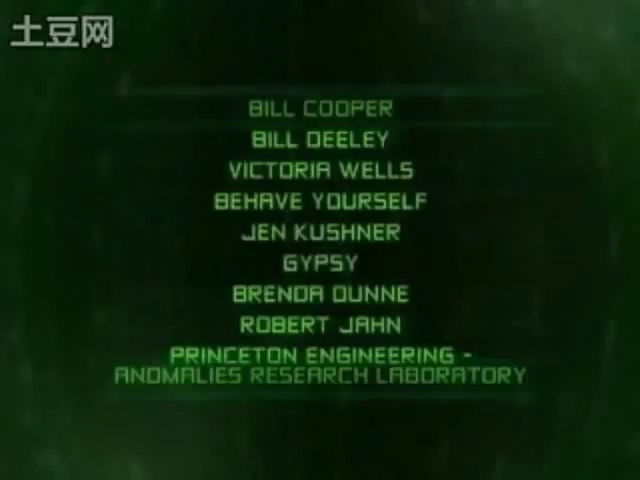 土豆网
BILL COOPER
BILL DEELEY
VICTORIA WELLS
BEHAVE YOURSELF
JEN KUSHNER
GYPSY
BRENDA DUNNE
ROBERT JAHN
PRINCETON ENGINEERING -
ANOMALIES RESEARCH LABORATORY